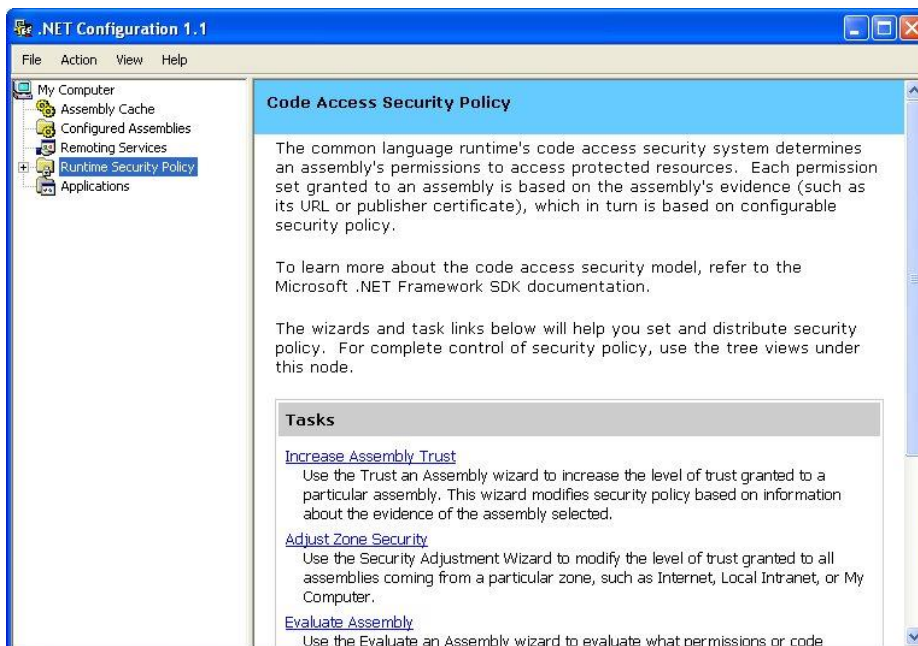 .NET Configuration 1.1
File Action View Help
My Computer
Assembly Cache
Configured Assemblies
Remoting Services
Runtime Security Policy
Applications
Code Access Security Policy
The common language runtime's code access security system determines
an assembly's permissions to access protected resources. Each permission
set granted to an assembly is based on the assembly's evidence (such as
its URL or publisher certificate), which in turn is based on configurable
security policy.
To learn more about the code access security model, refer to the
Microsoft .NET Framework SDK documentation.
The wizards and task links below will help you set and distribute security
policy. For complete control of security policy, use the tree views under
this node.
Tasks
Increase Assembly Trust
Use the Trust an Assembly wizard to increase the level of trust granted to a
particular assembly. This wizard modifies security policy based on information
about the evidence of the assembly selected.
Adjust Zone Security
Use the Security Adjustment Wizard to modify the level of trust granted to all
assemblies coming from a particular zone, such as Internet, Local Intranet, or My
Computer.
Evaluate Assembly
Use the Evaluate an Assembly wizard to evaluate what permissions or code